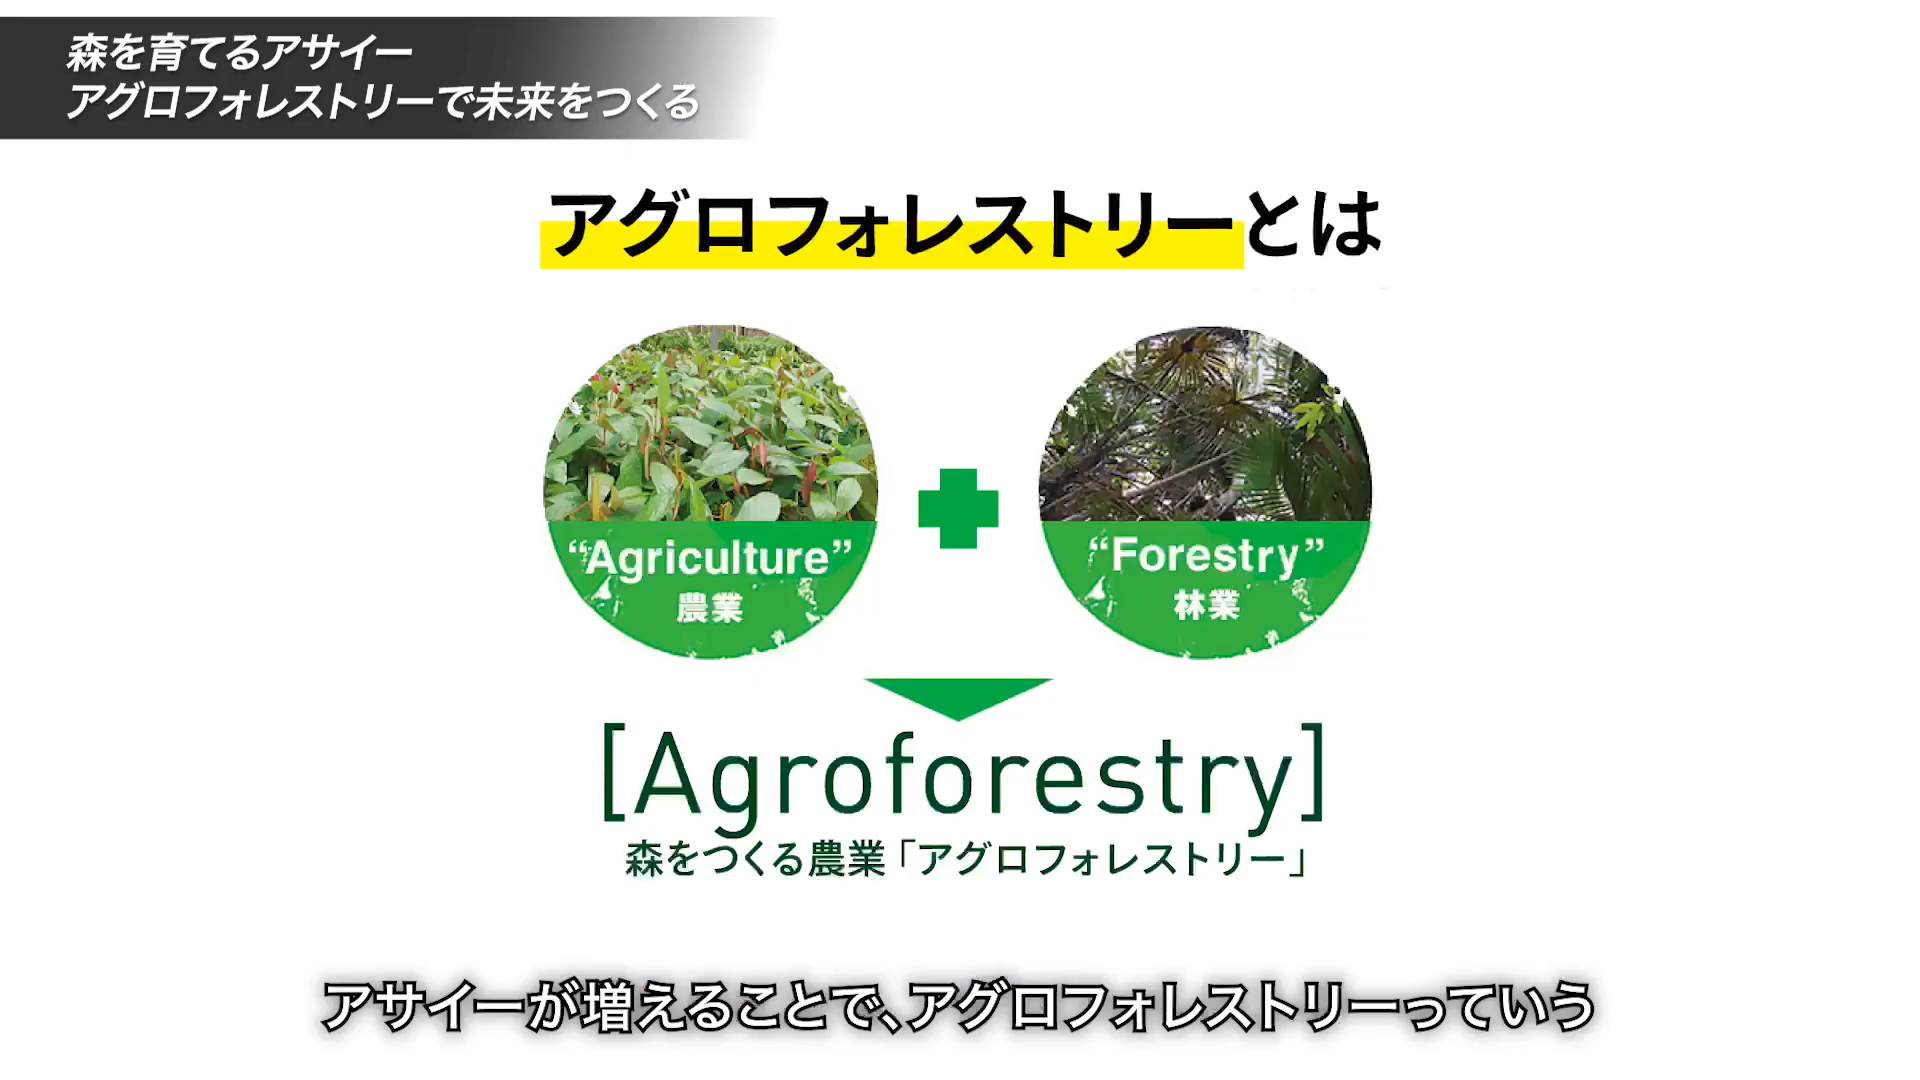 森を育てるアサイー
アグロフォレストリーで未来をつくる
アグロフォレストリーとは
“Agriculture”
農業
“Forestry”
林業
[Agroforestry]
森をつくる農業「アグロフォレストリー」
アサイーが増えることで、アグロフォレストリーっていう